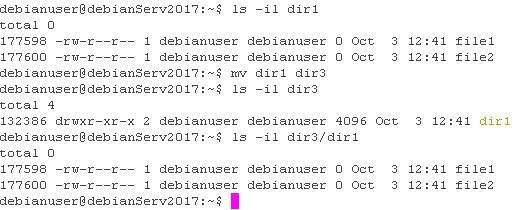 debianuser@debianServ2017:~$ ls -il dir1
total 0
177598 -rw-r--r-- 1 debianuser debianuser 0 Oct  3 12:41 file1
177600 -rw-r--r-- 1 debianuser debianuser 0 Oct  3 12:41 file2
debianuser@debianServ2017:~$ mv dir1 dir3
debianuser@debianServ2017:~$ ls -il dir3
total 4
132386 drwxr-xr-x 2 debianuser debianuser 4096 Oct  3 12:41 dir1
debianuser@debianServ2017:~$ ls -il dir3/dir1
total 0
177598 -rw-r--r-- 1 debianuser debianuser 0 Oct  3 12:41 file1
177600 -rw-r--r-- 1 debianuser debianuser 0 Oct  3 12:41 file2
debianuser@debianServ2017:~$